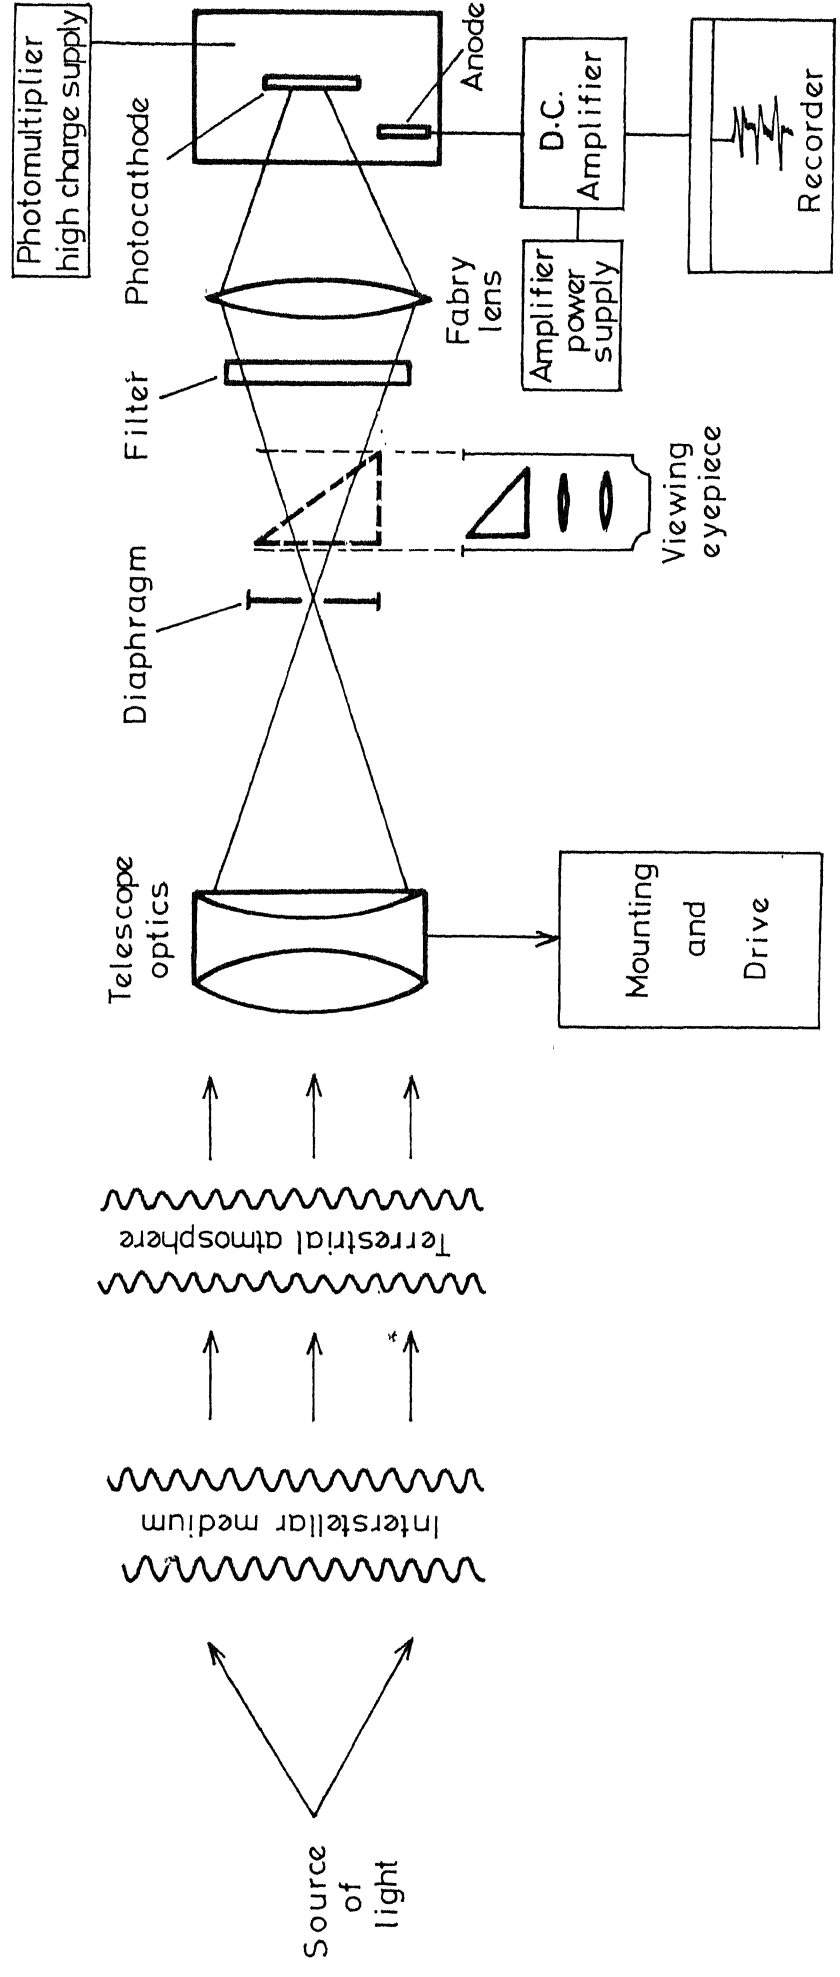 Source
of
light
Interstellar medium
Terrestrial atmosphere
Telescope
optics
Mounting
and
Drive
Diaphragm
Viewing
eyepiece
Filter
Fabry
lens
Photocathode
Photomultiplier
high charge supply
Anode
Amplifier
power
supply
D.C.
Amplifier
Recorder